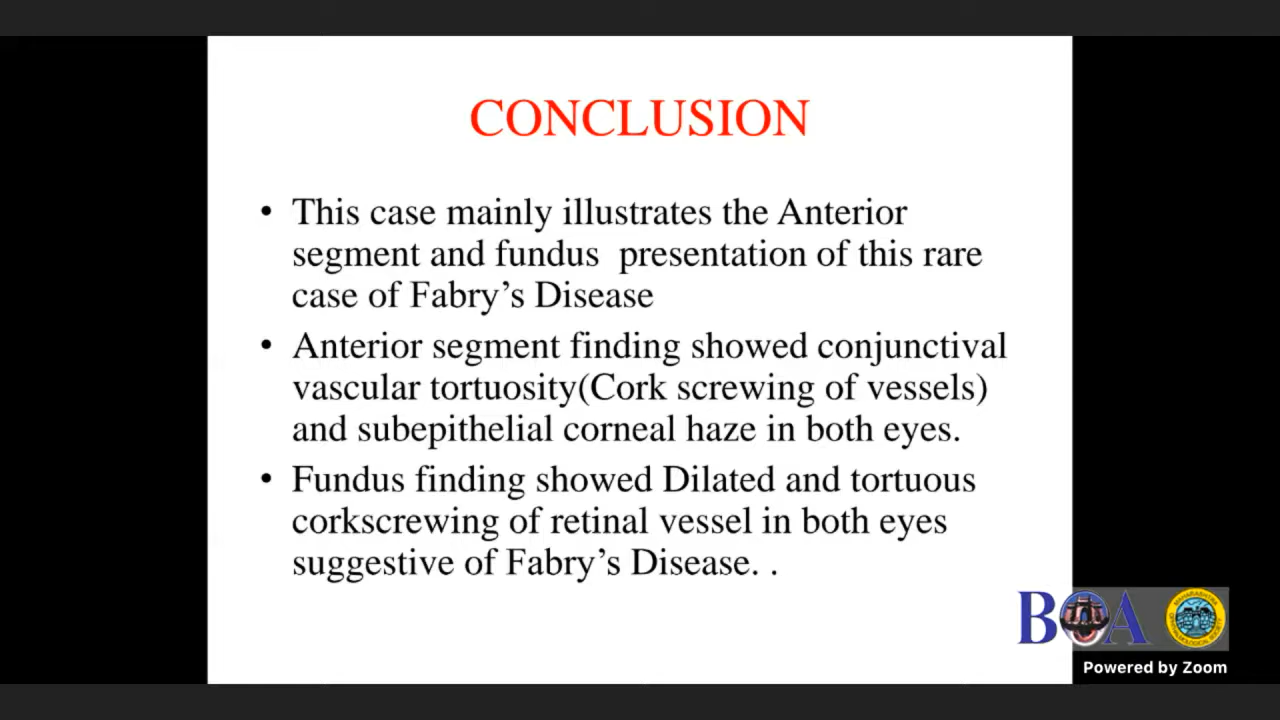 CONCLUSION
• This case mainly illustrates the Anterior
segment and fundus  presentation of this rare
case of Fabry’s Disease
• Anterior segment finding showed conjunctival
vascular tortuosity(Cork screwing of vessels)
and subepithelial corneal haze in both eyes.
• Fundus finding showed Dilated and tortuous
corkscrewing of retinal vessel in both eyes
suggestive of Fabry’s Disease. .
BOA
MAHARASHTRA
OPHTHALMOLOGICAL SOCIETY
Powered by Zoom